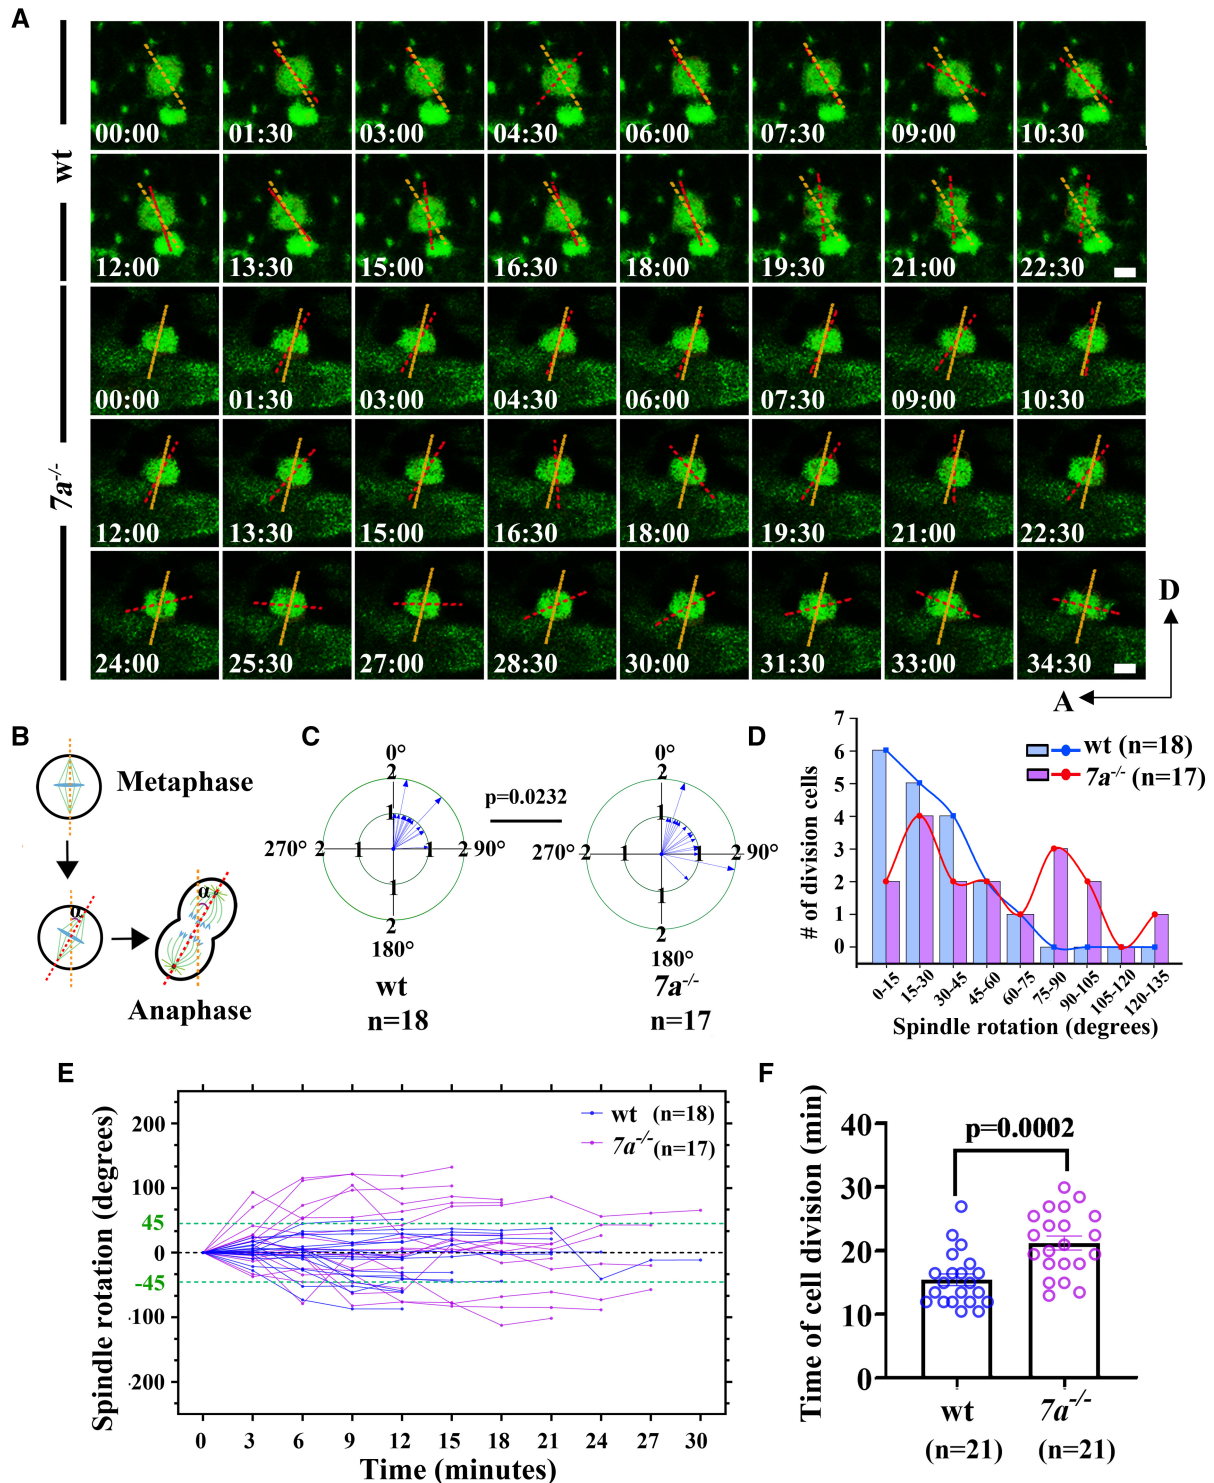 A
wt
00:00 01:30 03:00 04:30 06:00 07:30 09:00 10:30
12:00 13:30 15:00 16:30 18:00 19:30 21:00 22:30
7a-/-
00:00 01:30 03:00 04:30 06:00 07:30 09:00 10:30
12:00 13:30 15:00 16:30 18:00 19:30 21:00 22:30
24:00 25:30 27:00 28:30 30:00 31:30 33:00 34:30
D
A
B
Metaphase
α
α
Anaphase
C
0°
2
1
270° 2 1 1 2 90°
1
2
180°
wt
n=18
p=0.0232
0°
2
1
270° 2 1 1 2 90°
1
2
180°
7a-/-
n=17
D
# of division cells
7
6
5
4
3
2
1
0
wt (n=18)
7a-/- (n=17)
0-15 15-30 30-45 45-60 60-75 75-90 90-105 105-120 120-135
Spindle rotation (degrees)
E
Spindle rotation (degrees)
200
100
45
0
-45
-100
-200
wt (n=18)
7a-/- (n=17)
0 3 6 9 12 15 18 21 24 27 30
Time (minutes)
F
Time of cell division (min)
40
30
20
10
0
p=0.0002
wt 7a-/-
(n=21) (n=21)